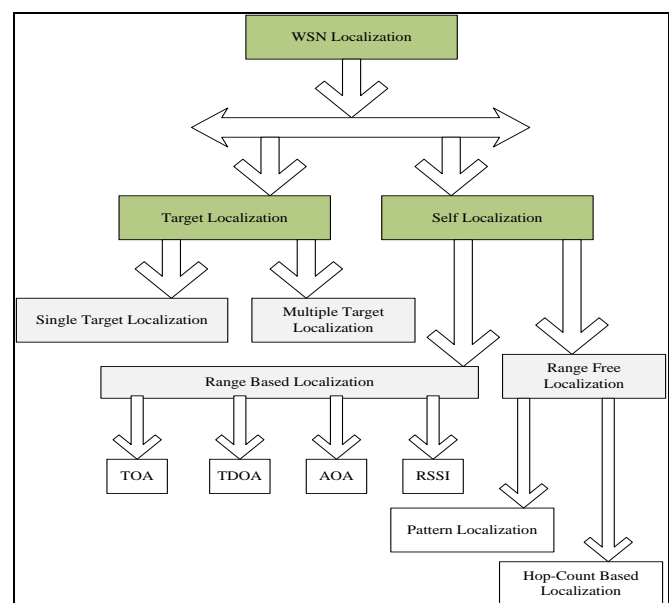 WSN Localization
Target Localization
Self Localization
Single Target Localization
Multiple Target
Localization
Range Based Localization
Range Free
Localization
TOA
TDOA
AOA
RSSI
Pattern Localization
Hop-Count Based
Localization